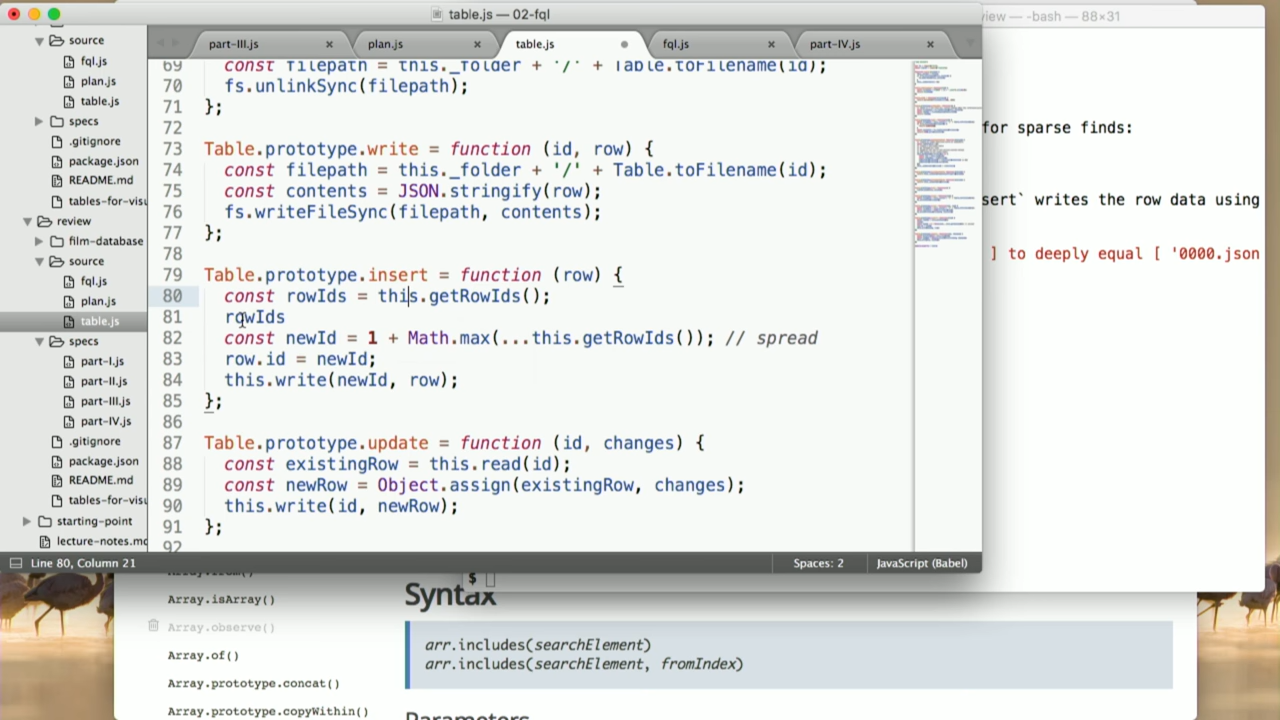 table.js — 02-fql
view — -bash — 88×31
part-III.js ×
plan.js ×
table.js
fql.js ×
part-IV.js ×
source
fql.js
plan.js
table.js
specs
.gitignore
package.json
README.md
tables-for-visu
review
film-database
source
fql.js
plan.js
table.js
specs
part-I.js
part-II.js
part-III.js
part-IV.js
.gitignore
package.json
README.md
tables-for-visu
starting-point
lecture-notes.md
69 const filepath = this._folder + '/' + Table.toFilename(id);
70 fs.unlinkSync(filepath);
71 };
72
73 Table.prototype.write = function (id, row) {
74 const filepath = this._folder + '/' + Table.toFilename(id);
75 const contents = JSON.stringify(row);
76 fs.writeFileSync(filepath, contents);
77 };
78
79 Table.prototype.insert = function (row) {
80 const rowIds = this.getRowIds();
81 rowIds
82 const newId = 1 + Math.max(...this.getRowIds()); // spread
83 row.id = newId;
84 this.write(newId, row);
85 };
86
87 Table.prototype.update = function (id, changes) {
88 const existingRow = this.read(id);
89 const newRow = Object.assign(existingRow, changes);
90 this.write(id, newRow);
91 };
92
for sparse finds:
sert` writes the row data using
] to deeply equal [ '0000.json
Line 80, Column 21
Spaces: 2
JavaScript (Babel)
$
Array.from()
Array.isArray()
Array.observe()
Array.of()
Array.prototype.concat()
Array.prototype.copyWithin()
Syntax
arr.includes(searchElement)
arr.includes(searchElement, fromIndex)
Parameters